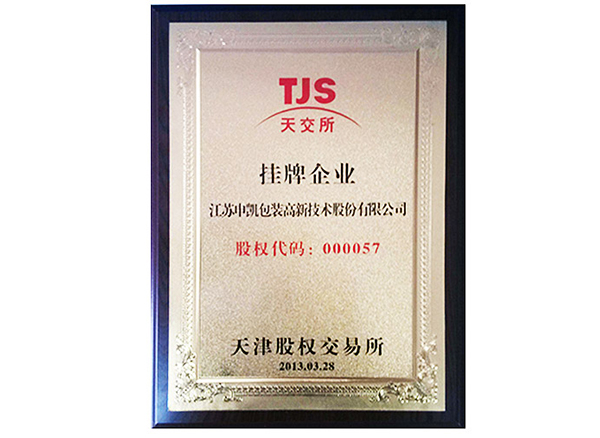 TJS
天交所
挂牌企业
江苏中凯包装高新技术股份有限公司
股权代码：000057
天津股权交易所
2013.03.28